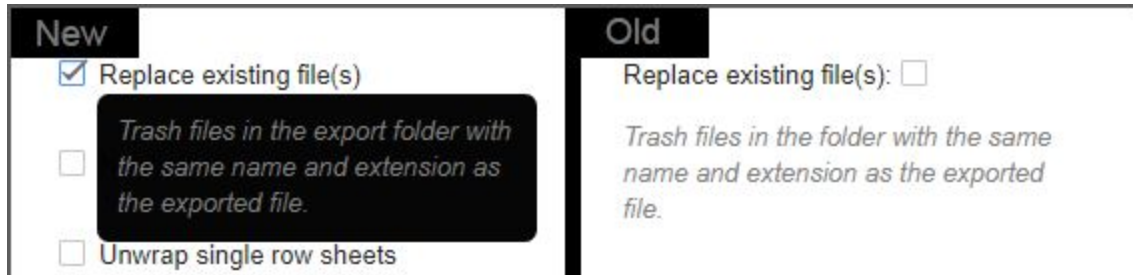 New
Replace existing file(s)
Trash files in the export folder with
the same name and extension as
the exported file.
Unwrap single row sheets
Old
Replace existing file(s):
Trash files in the folder with the same
name and extension as the exported
file.